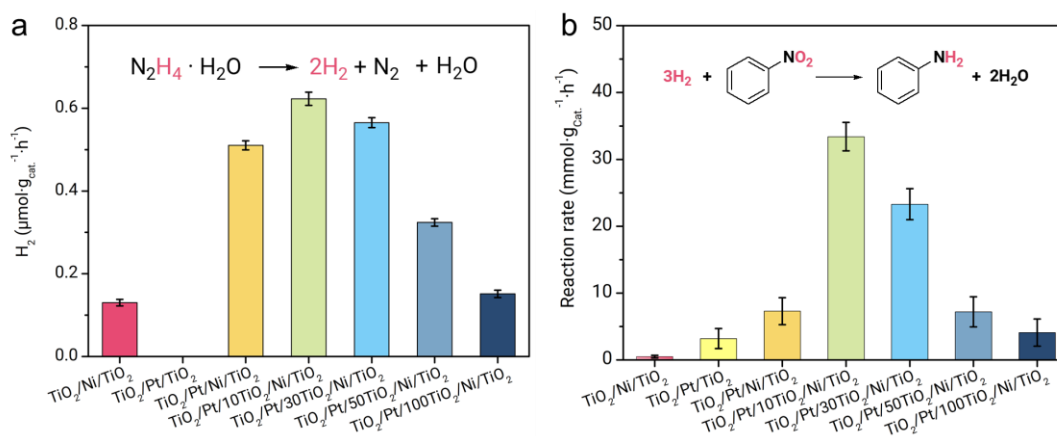 a
N₂H₄ · H₂O → 2H₂ + N₂ + H₂O
H₂ (μmol·g_cat.⁻¹·h⁻¹)
0.8
0.6
0.4
0.2
0.0
TiO₂/Ni/TiO₂
TiO₂/Pt/TiO₂
TiO₂/Pt/Ni/TiO₂
TiO₂/Pt/10TiO₂/Ni/TiO₂
TiO₂/Pt/30TiO₂/Ni/TiO₂
TiO₂/Pt/50TiO₂/Ni/TiO₂
TiO₂/Pt/100TiO₂/Ni/TiO₂
b
3H₂ + NO₂ → NH₂ + 2H₂O
Reaction rate (mmol·g_Cat.⁻¹·h⁻¹)
50
40
30
20
10
0
TiO₂/Ni/TiO₂
TiO₂/Pt/TiO₂
TiO₂/Pt/Ni/TiO₂
TiO₂/Pt/10TiO₂/Ni/TiO₂
TiO₂/Pt/30TiO₂/Ni/TiO₂
TiO₂/Pt/50TiO₂/Ni/TiO₂
TiO₂/Pt/100TiO₂/Ni/TiO₂